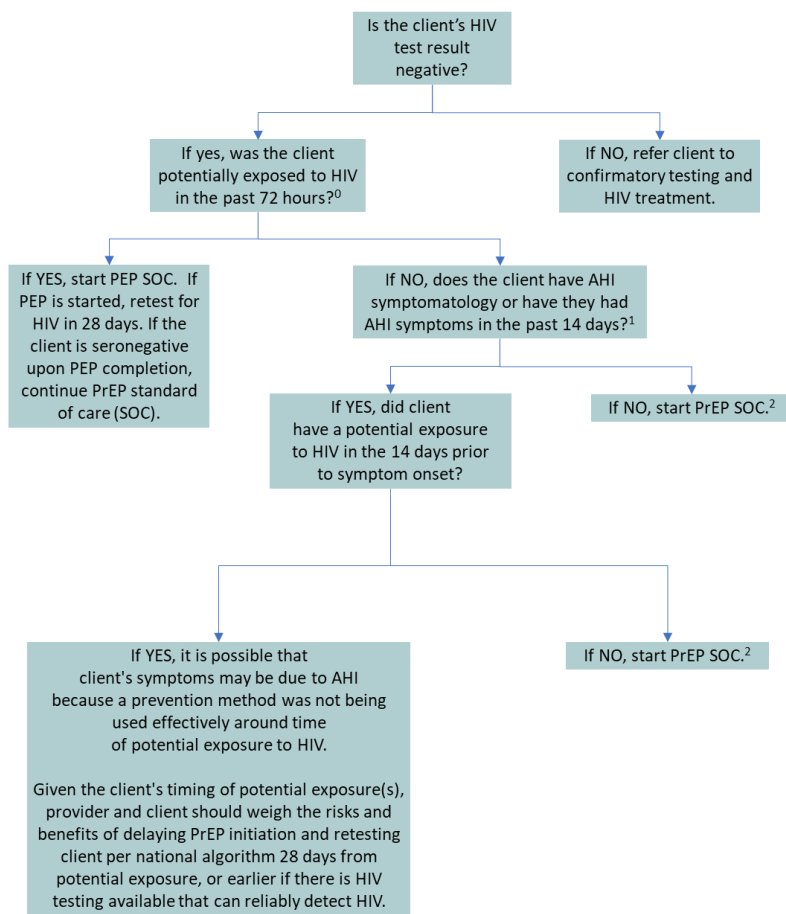 Is the client’s HIV
test result
negative?
If yes, was the client
potentially exposed to HIV
in the past 72 hours?⁰
If NO, refer client to
confirmatory testing and
HIV treatment.
If YES, start PEP SOC.  If
PEP is started, retest for
HIV in 28 days. If the
client is seronegative
upon PEP completion,
continue PrEP standard
of care (SOC).
If NO, does the client have AHI
symptomatology or have they had
AHI symptoms in the past 14 days?¹
If YES, did client
have a potential exposure
to HIV in the 14 days prior
to symptom onset?
If NO, start PrEP SOC.²
If YES, it is possible that
client's symptoms may be due to AHI
because a prevention method was not being
used effectively around time
of potential exposure to HIV.
Given the client's timing of potential exposure(s),
provider and client should weigh the risks and
benefits of delaying PrEP initiation and retesting
client per national algorithm 28 days from
potential exposure, or earlier if there is HIV
testing available that can reliably detect HIV.
If NO, start PrEP SOC.²